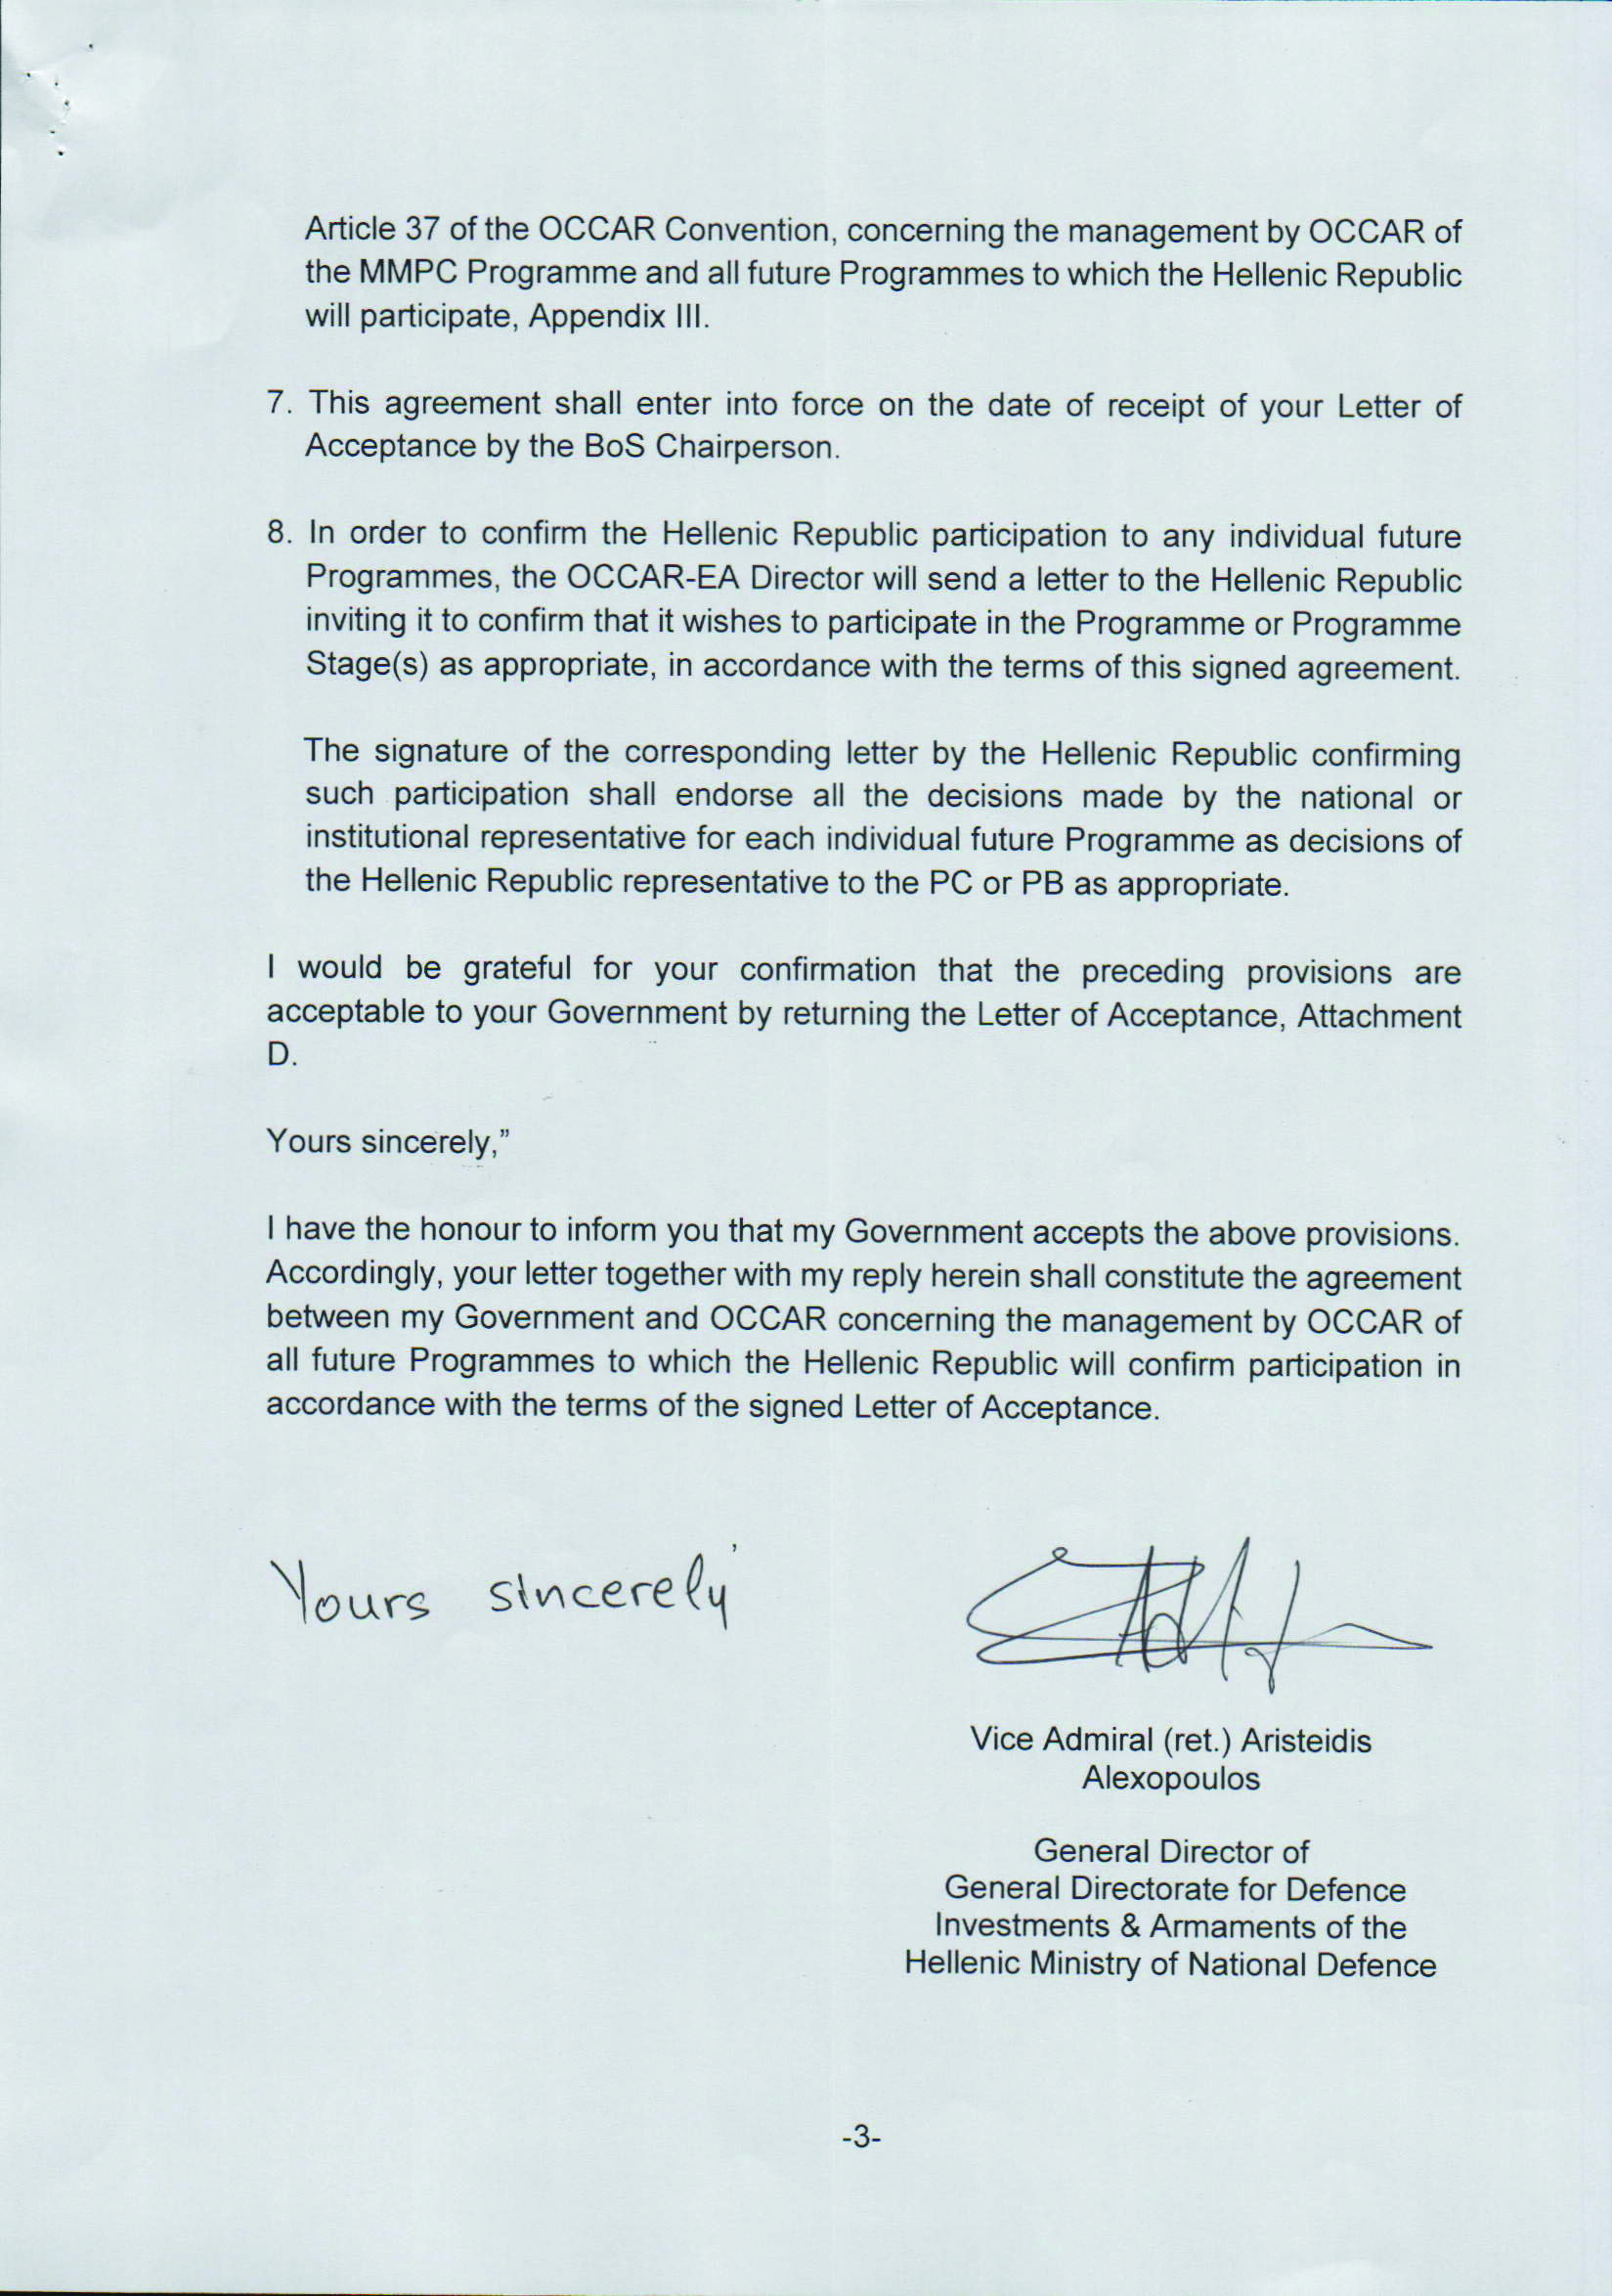 Article 37 of the OCCAR Convention, concerning the management by OCCAR of
the MMPC Programme and all future Programmes to which the Hellenic Republic
will participate, Appendix III.
7. This agreement shall enter into force on the date of receipt of your Letter of
Acceptance by the BoS Chairperson.
8. In order to confirm the Hellenic Republic participation to any individual future
Programmes, the OCCAR-EA Director will send a letter to the Hellenic Republic
inviting it to confirm that it wishes to participate in the Programme or Programme
Stage(s) as appropriate, in accordance with the terms of this signed agreement.
The signature of the corresponding letter by the Hellenic Republic confirming
such participation shall endorse all the decisions made by the national or
institutional representative for each individual future Programme as decisions of
the Hellenic Republic representative to the PC or PB as appropriate.
I would be grateful for your confirmation that the preceding provisions are
acceptable to your Government by returning the Letter of Acceptance, Attachment
D.
Yours sincerely,”
I have the honour to inform you that my Government accepts the above provisions.
Accordingly, your letter together with my reply herein shall constitute the agreement
between my Government and OCCAR concerning the management by OCCAR of
all future Programmes to which the Hellenic Republic will confirm participation in
accordance with the terms of the signed Letter of Acceptance.
Yours sincerely,
Vice Admiral (ret.) Aristeidis
Alexopoulos
General Director of
General Directorate for Defence
Investments & Armaments of the
Hellenic Ministry of National Defence
-3-